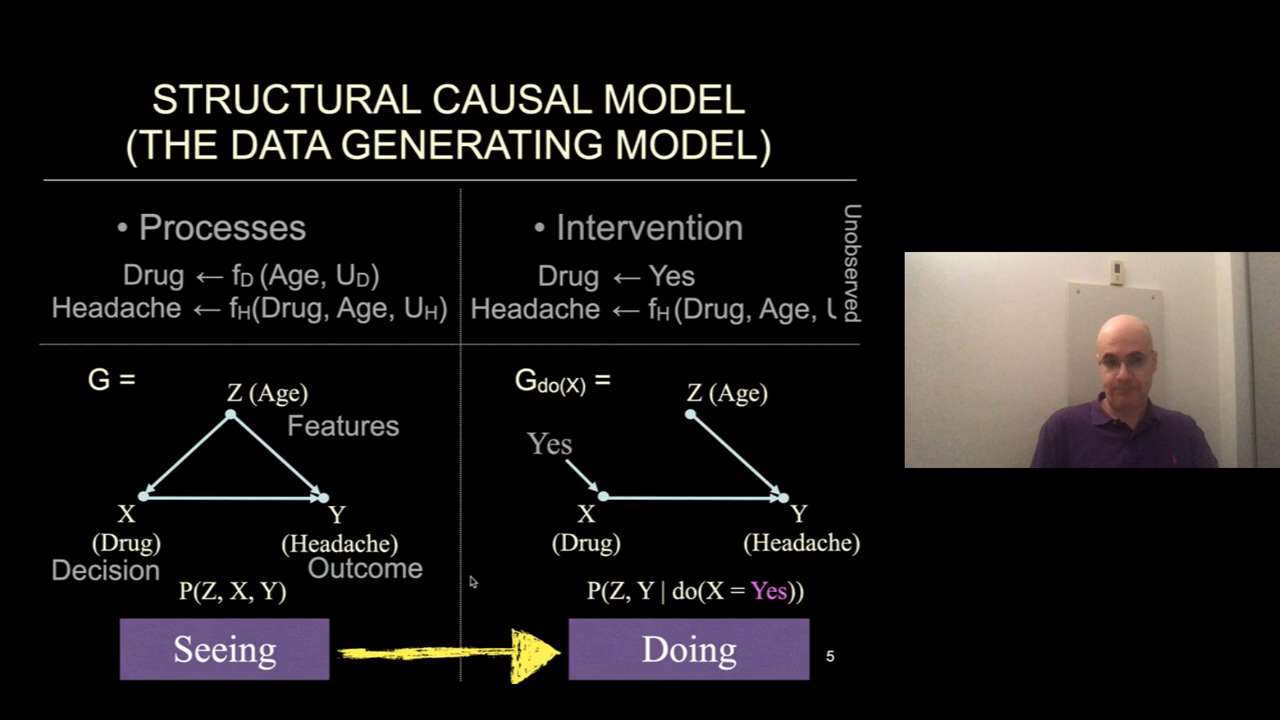 STRUCTURAL CAUSAL MODEL
(THE DATA GENERATING MODEL)
• Processes
Drug ← fD (Age, UD)
Headache ← fH(Drug, Age, UH)
• Intervention
Drug ← Yes
Headache ← fH (Drug, Age, U
Unobserved
G =
Z (Age)
Features
X
(Drug)
Decision
Y
(Headache)
Outcome
P(Z, X, Y)
Seeing
Gdo(X) =
Z (Age)
Yes
X
(Drug)
Y
(Headache)
P(Z, Y | do(X = Yes))
Doing
5